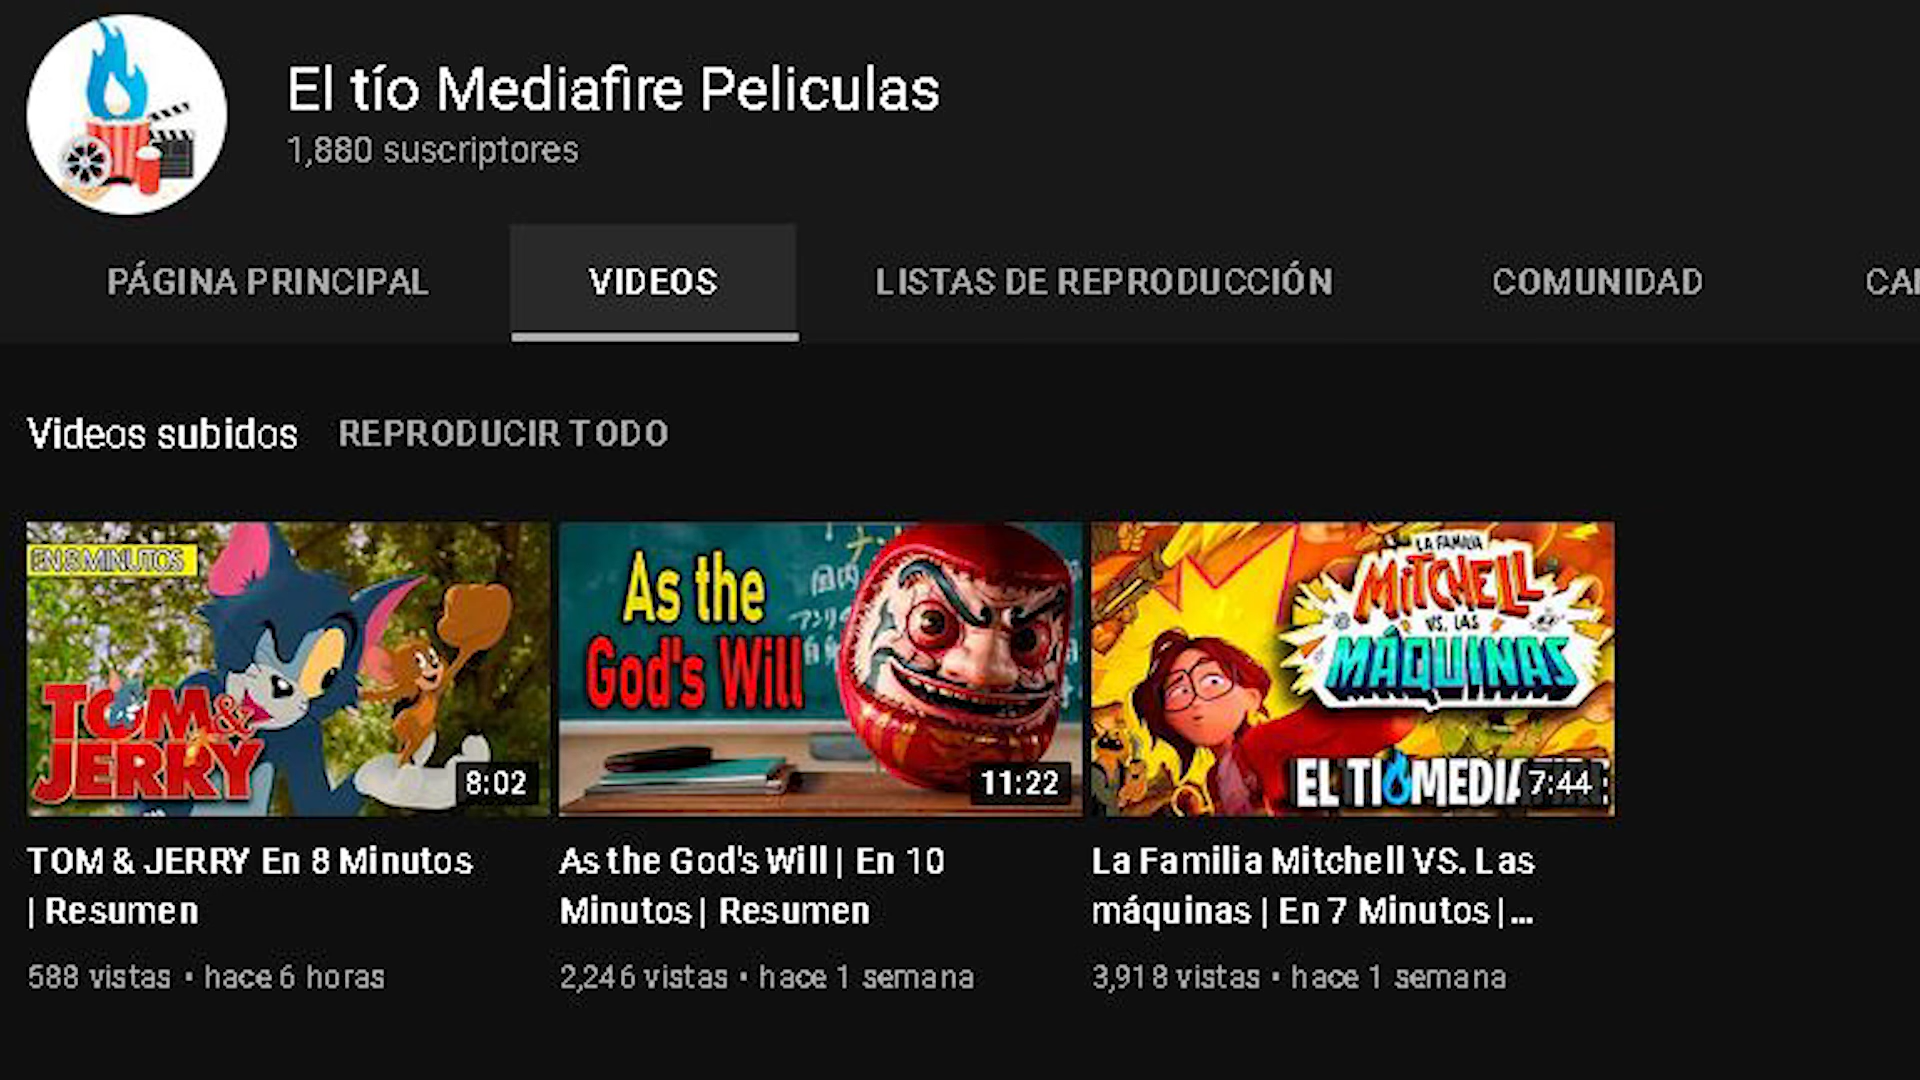 El tío Mediafire Peliculas
1,880 suscriptores
PÁGINA PRINCIPAL
VIDEOS
LISTAS DE REPRODUCCIÓN
COMUNIDAD
Videos subidos
REPRODUCIR TODO
EN 8 MINUTOS
TOM &
JERRY
8:02
As the
God's Will
11:22
LA FAMILIA
MITCHELL
VS. LAS
MÁQUINAS
EL TIO
7:44
TOM & JERRY En 8 Minutos
| Resumen
588 vistas • hace 6 horas
As the God's Will | En 10
Minutos | Resumen
2,246 vistas • hace 1 semana
La Familia Mitchell VS. Las
máquinas | En 7 Minutos |...
3,918 vistas • hace 1 semana